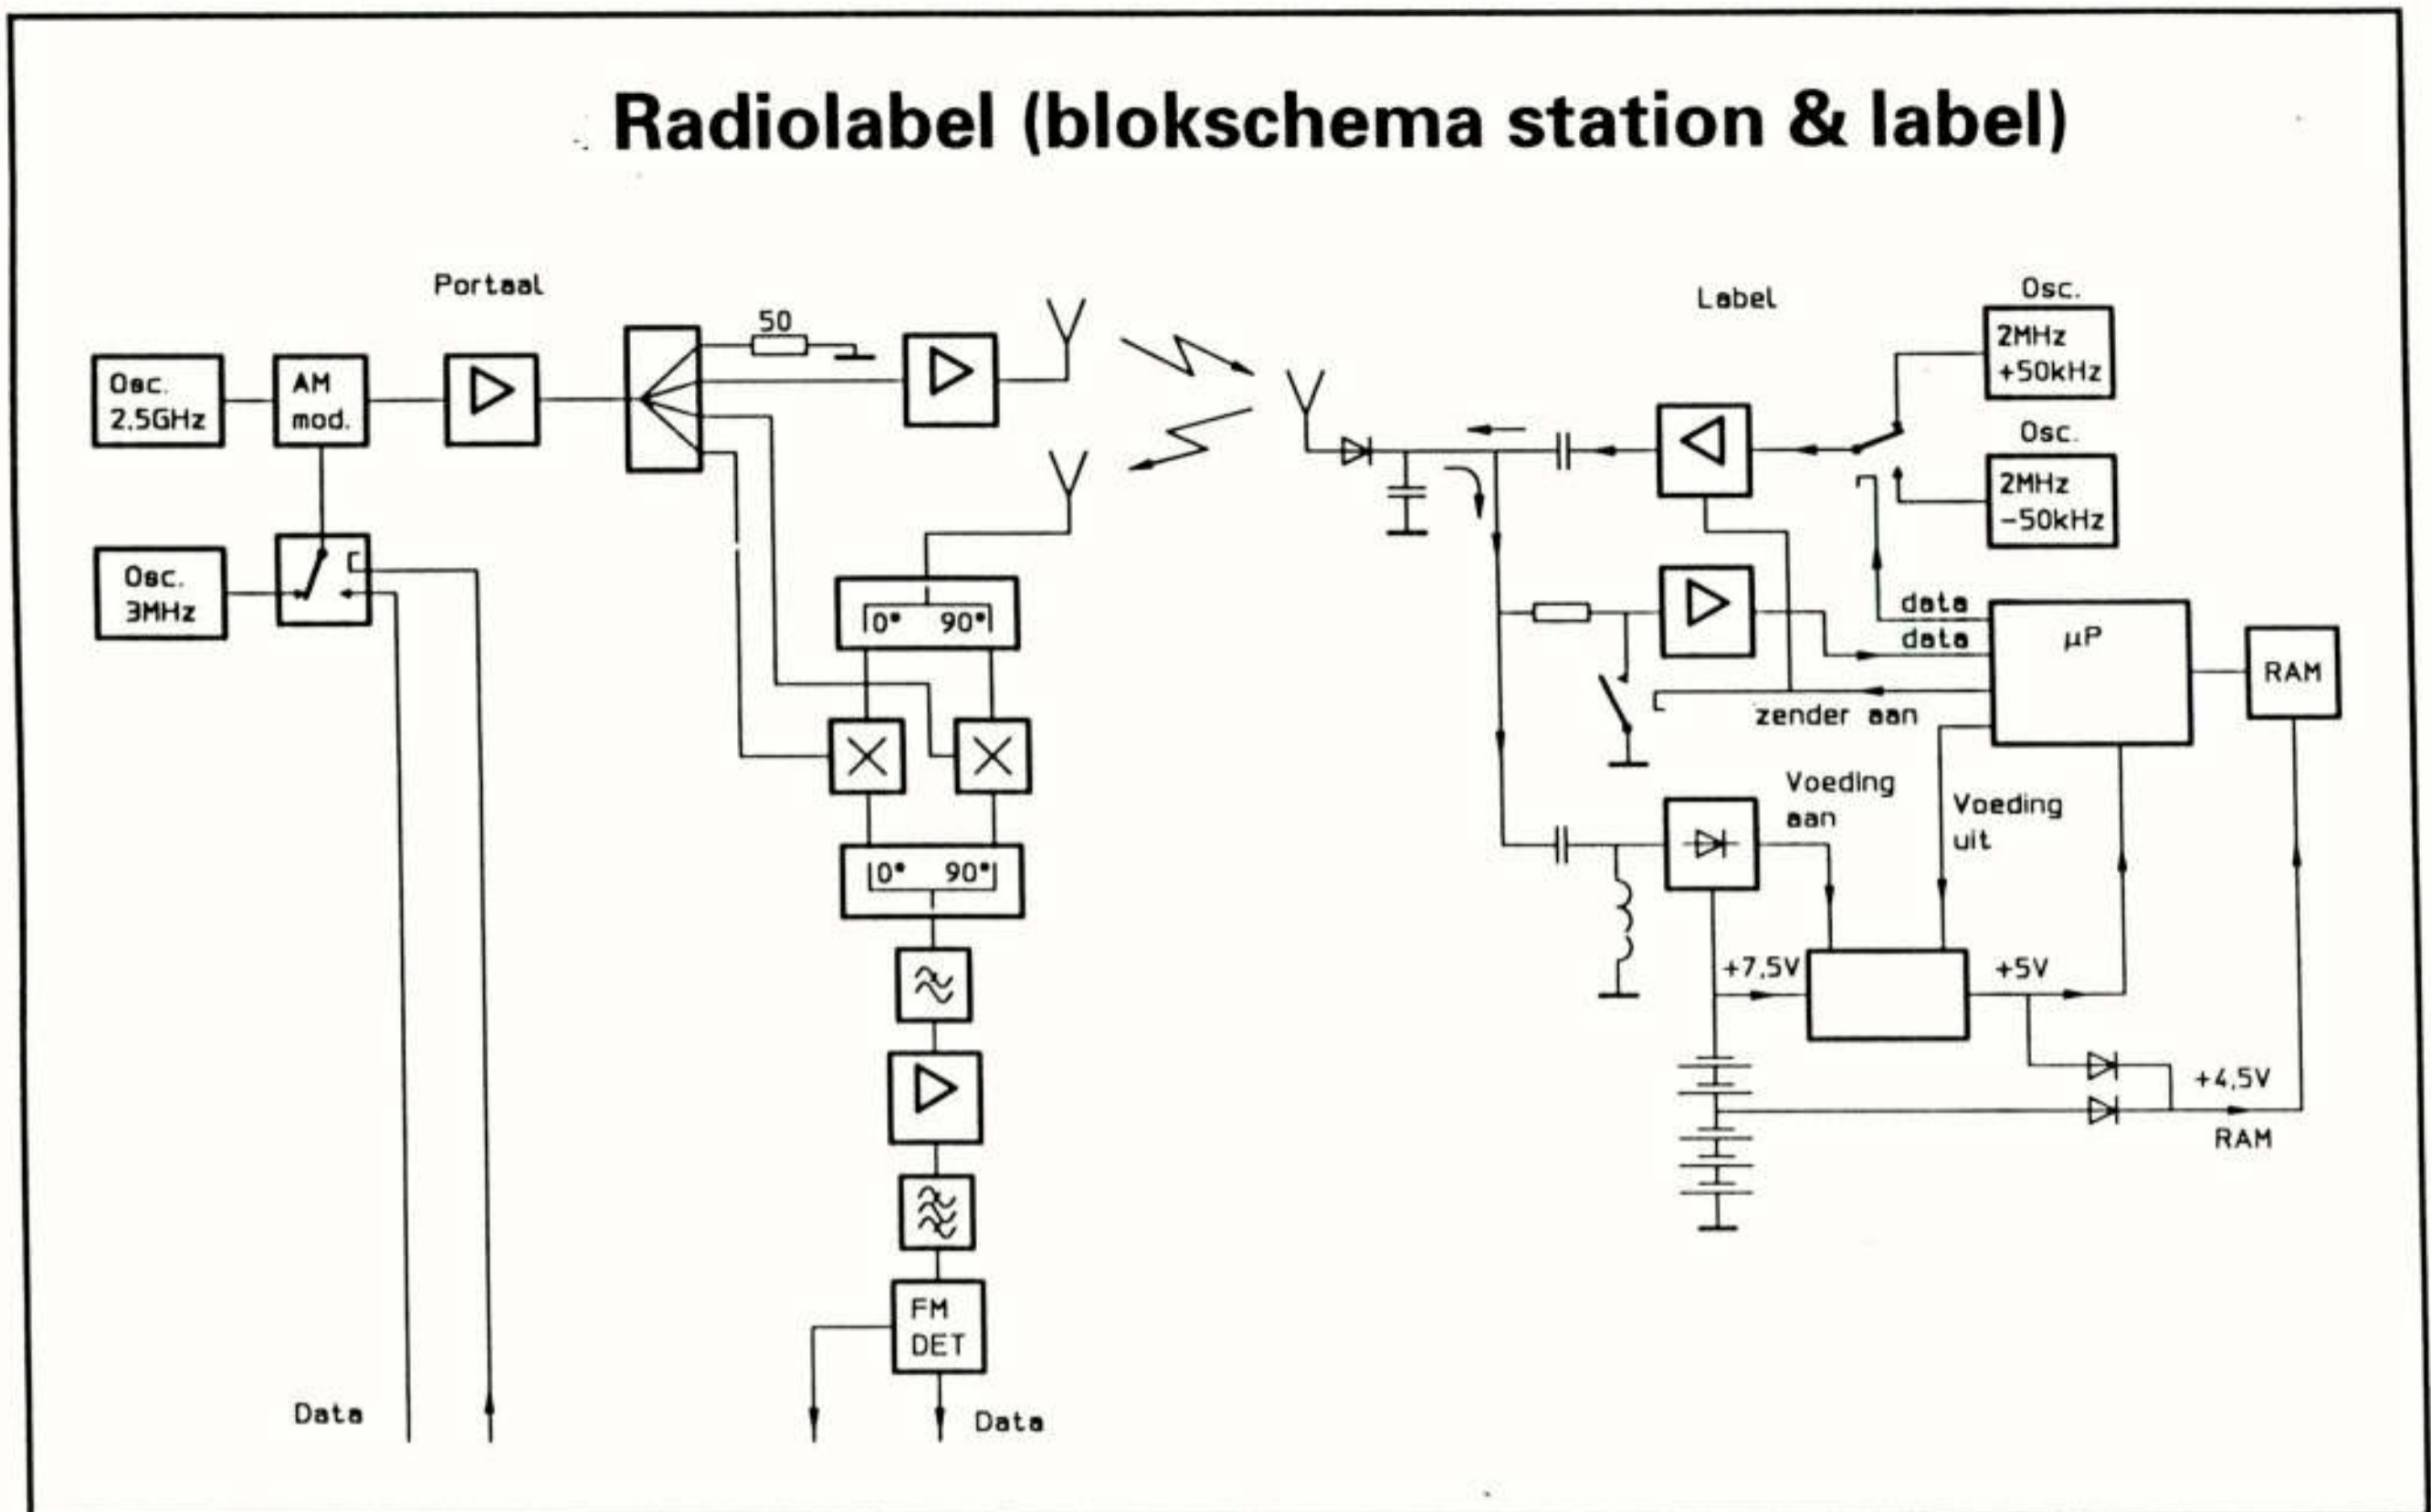 Radiolabel (blokschema station & label)
Portaal
Osc.
2,5GHz
AM
mod.
50
Osc.
3MHz
0° 90°
0° 90°
FM
DET
Data
Data
Label
Osc.
2MHz
+50kHz
Osc.
2MHz
-50kHz
data
data
µP
RAM
zender aan
Voeding
aan
Voeding
uit
+7,5V
+5V
+4,5V
RAM